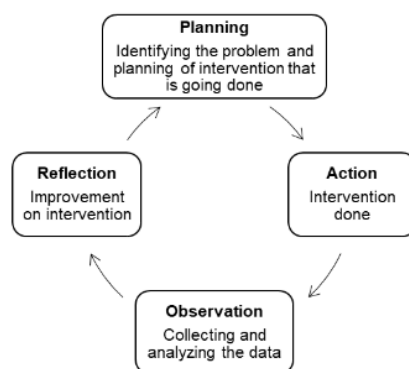 Planning
Identifying the problem and
planning of intervention that
is going done
Reflection
Improvement
on intervention
Action
Intervention
done
Observation
Collecting and
analyzing the data